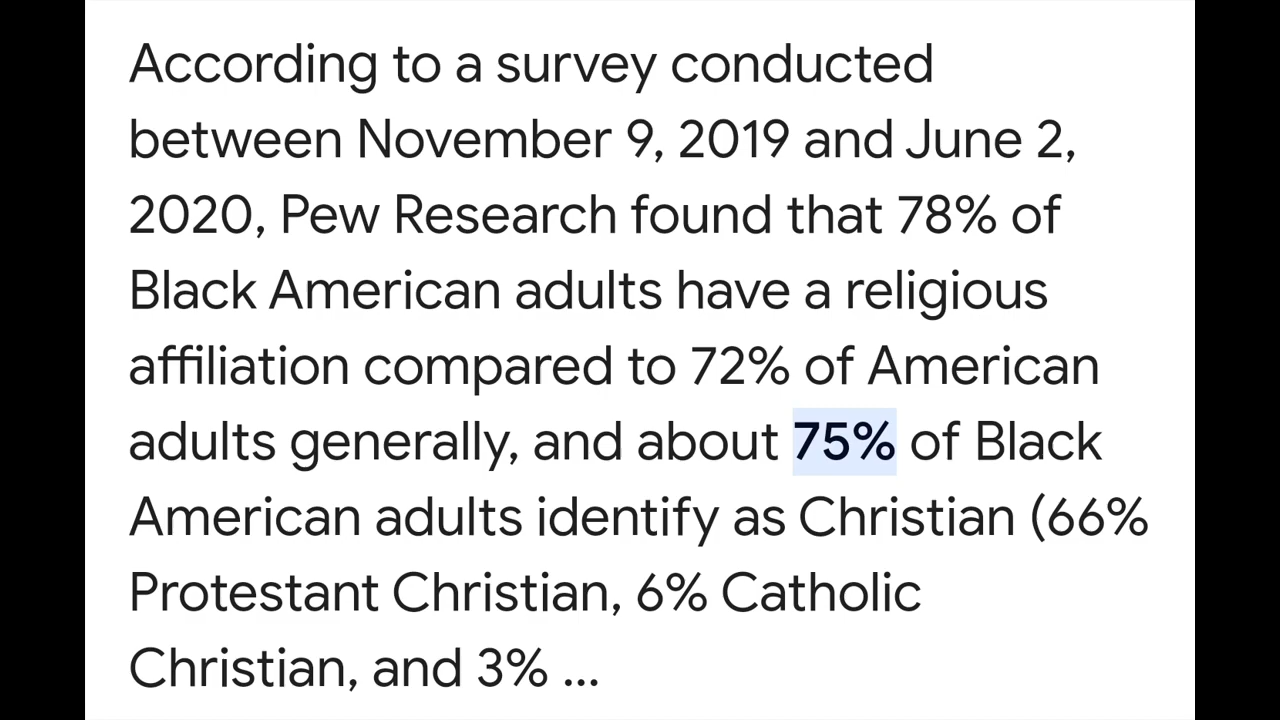 According to a survey conducted
between November 9, 2019 and June 2,
2020, Pew Research found that 78% of
Black American adults have a religious
affiliation compared to 72% of American
adults generally, and about 75% of Black
American adults identify as Christian (66%
Protestant Christian, 6% Catholic
Christian, and 3% ...